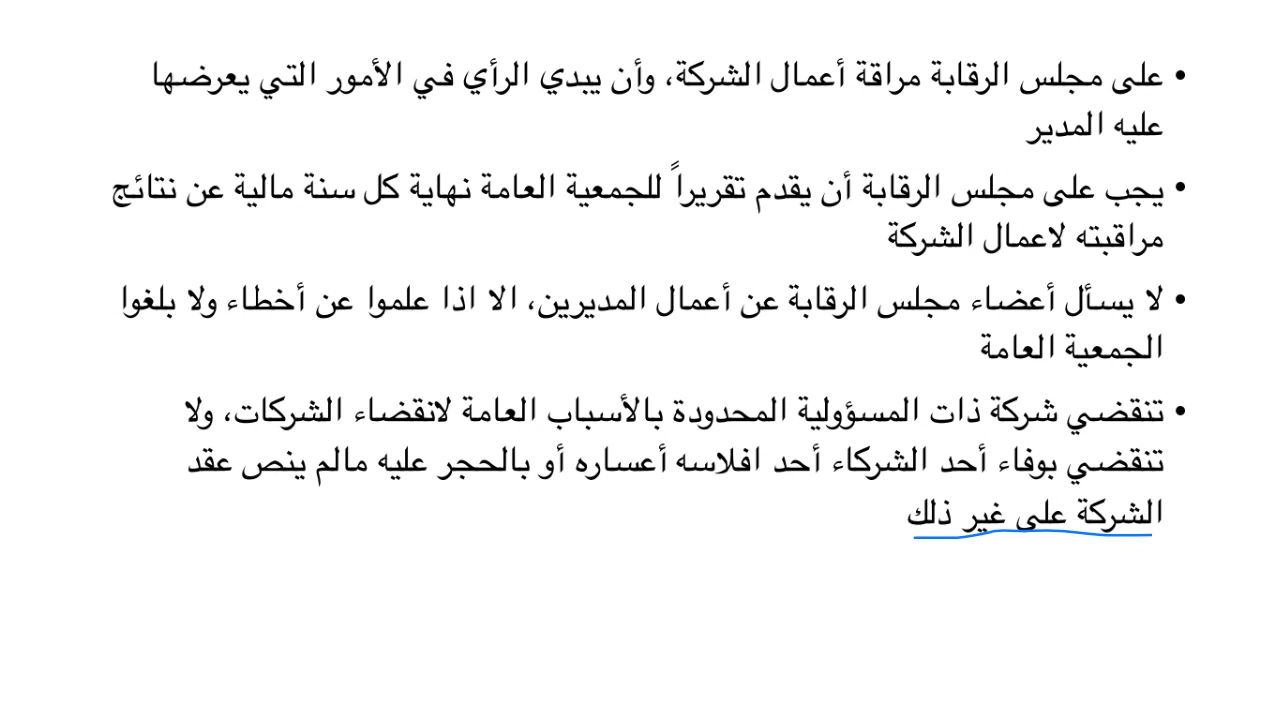 • على مجلس الرقابة مراقة أعمال الشركة، وأن يبدي الرأي في الأمور التي يعرضها
عليه المدير
• يجب على مجلس الرقابة أن يقدم تقريراً للجمعية العامة نهاية كل سنة مالية عن نتائج
مراقبته لاعمال الشركة
• لا يسأل أعضاء مجلس الرقابة عن أعمال المديرين، الا اذا علموا عن أخطاء ولا بلغوا
الجمعية العامة
• تنقضي شركة ذات المسؤولية المحدودة بالأسباب العامة لانقضاء الشركات، ولا
تنقضي بوفاء أحد الشركاء أحد افلاسه أعساره أو بالحجر عليه مالم ينص عقد
الشركة على غير ذلك